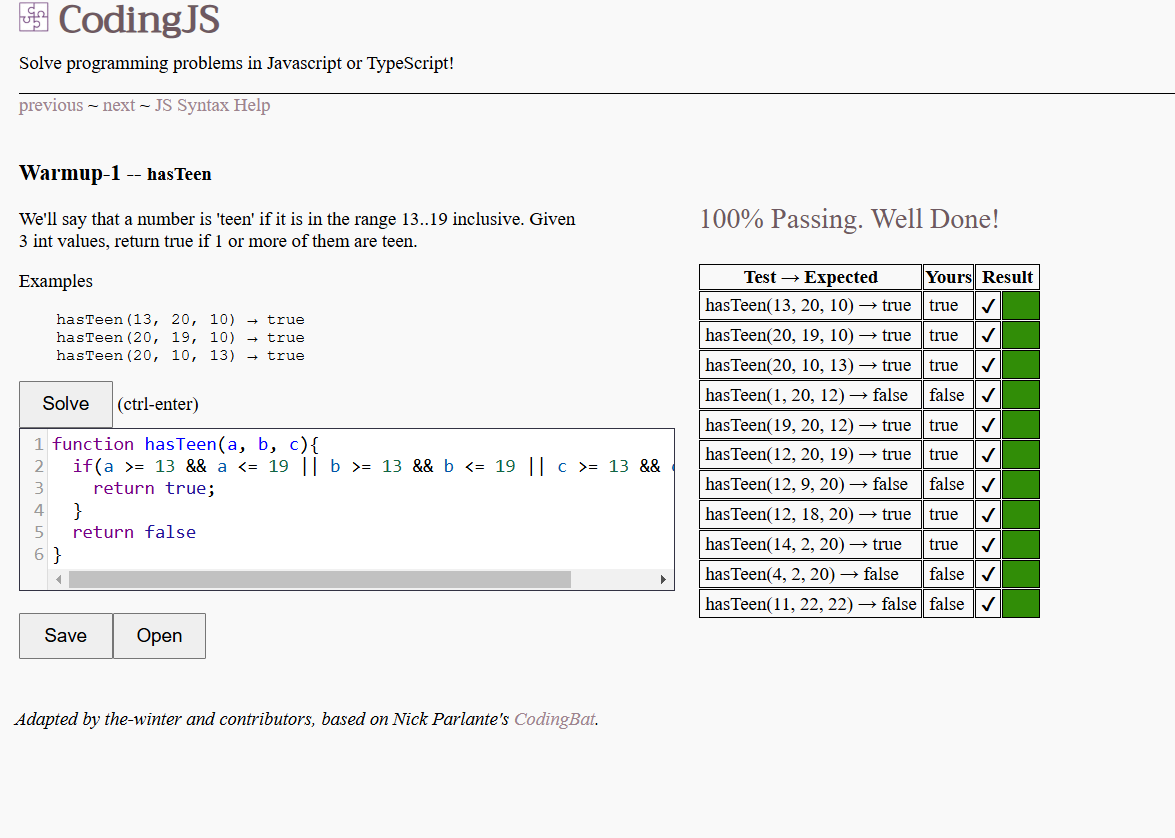 CodingJS
Solve programming problems in Javascript or TypeScript!
previous ~ next ~ JS Syntax Help
Warmup-1 -- hasTeen
We'll say that a number is 'teen' if it is in the range 13..19 inclusive. Given
3 int values, return true if 1 or more of them are teen.
Examples
hasTeen(13, 20, 10) → true
hasTeen(20, 19, 10) → true
hasTeen(20, 10, 13) → true
Solve (ctrl-enter)
1 function hasTeen(a, b, c){
2 if(a >= 13 && a <= 19 || b >= 13 && b <= 19 || c >= 13 &&
3 return true;
4 }
5 return false
6 }
Save Open
100% Passing. Well Done!
Test → Expected Yours Result
hasTeen(13, 20, 10) → true true ✓
hasTeen(20, 19, 10) → true true ✓
hasTeen(20, 10, 13) → true true ✓
hasTeen(1, 20, 12) → false false ✓
hasTeen(19, 20, 12) → true true ✓
hasTeen(12, 20, 19) → true true ✓
hasTeen(12, 9, 20) → false false ✓
hasTeen(12, 18, 20) → true true ✓
hasTeen(14, 2, 20) → true true ✓
hasTeen(4, 2, 20) → false false ✓
hasTeen(11, 22, 22) → false false ✓
Adapted by the-winter and contributors, based on Nick Parlante's CodingBat.